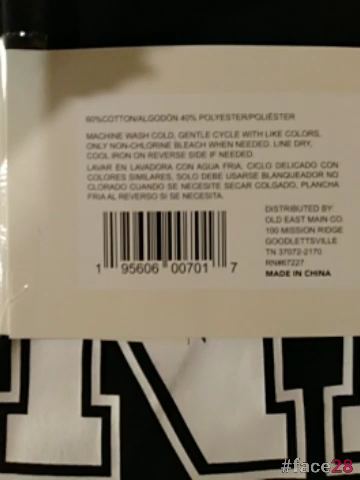 60%COTTON/ALGODÓN 40% POLYESTER/POLIÉSTER
MACHINE WASH COLD, GENTLE CYCLE WITH LIKE COLORS,
ONLY NON-CHLORINE BLEACH WHEN NEEDED. LINE DRY,
COOL IRON ON REVERSE SIDE IF NEEDED.
LAVAR EN LAVADORA CON AGUA FRIA, CICLO DELICADO CON
COLORES SIMILARES, SOLO DEBE USARSE BLANQUEADOR NO
CLORADO CUANDO SE NECESITE SECAR COLGADO, PLANCHA
FRIA AL REVERSO SI SE NECESITA.
DISTRIBUTED BY:
OLD EAST MAIN CO.
100 MISSION RIDGE
GOODLETTSVILLE
TN 37072-2170
RN#67227
MADE IN CHINA
1 95606 00701 7
N
#face28